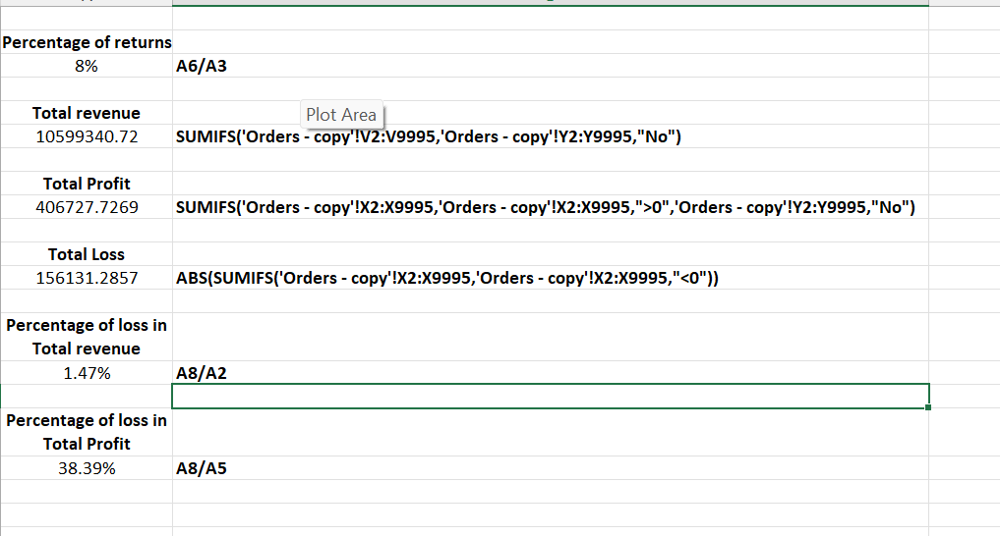 Percentage of returns
8% A6/A3
Plot Area
Total revenue
10599340.72 SUMIFS('Orders - copy'!V2:V9995,'Orders - copy'!Y2:Y9995,"No")
Total Profit
406727.7269 SUMIFS('Orders - copy'!X2:X9995,'Orders - copy'!X2:X9995,">0",'Orders - copy'!Y2:Y9995,"No")
Total Loss
156131.2857 ABS(SUMIFS('Orders - copy'!X2:X9995,'Orders - copy'!X2:X9995,"<0"))
Percentage of loss in
Total revenue
1.47% A8/A2
Percentage of loss in
Total Profit
38.39% A8/A5